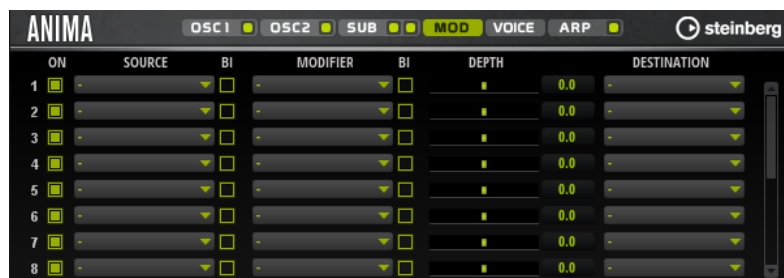 ANIMA OSC1 OSC2 SUB MOD VOICE ARP steinberg
ON SOURCE BI MODIFIER BI DEPTH DESTINATION
1 - - 0.0 -
2 - - 0.0 -
3 - - 0.0 -
4 - - 0.0 -
5 - - 0.0 -
6 - - 0.0 -
7 - - 0.0 -
8 - - 0.0 -